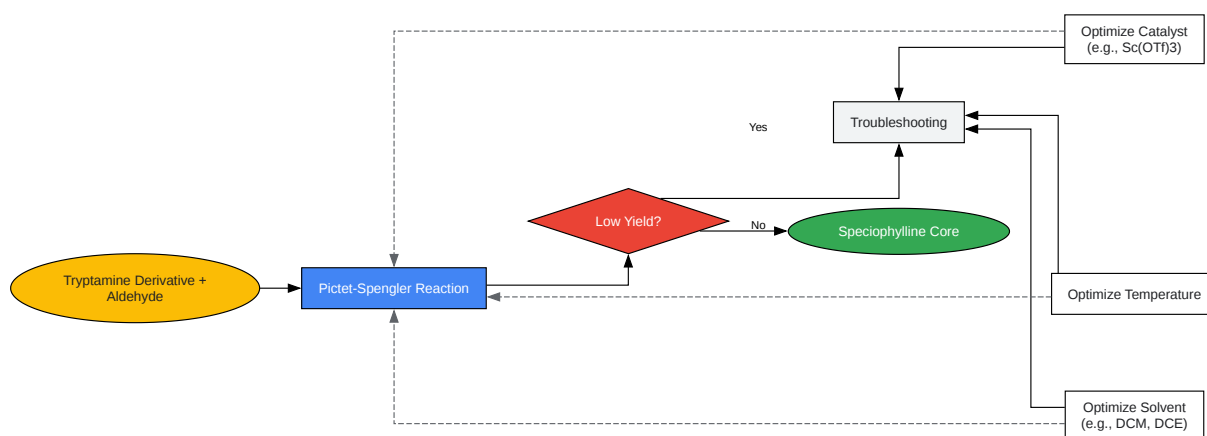 Optimize Catalyst
(e.g., Sc(OTf)3)
Yes
Troubleshooting
Low Yield?
No
Speciophylline Core
Tryptamine Derivative +
Aldehyde
Pictet-Spengler Reaction
Optimize Temperature
Optimize Solvent
(e.g., DCM, DCE)